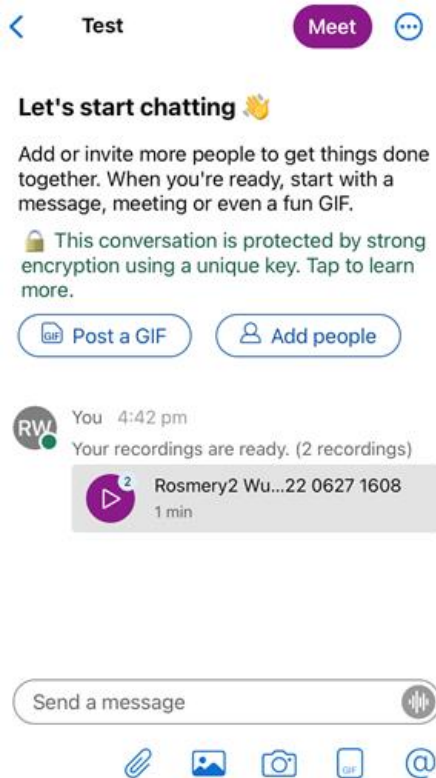 Test
Meet
Let's start chatting 👋
Add or invite more people to get things done
together. When you're ready, start with a
message, meeting or even a fun GIF.
🔒 This conversation is protected by strong
encryption using a unique key. Tap to learn
more.
GIF Post a GIF
Add people
RW
You 4:42 pm
Your recordings are ready. (2 recordings)
2
Rosmery2 Wu...22 0627 1608
1 min
Send a message
GIF
@